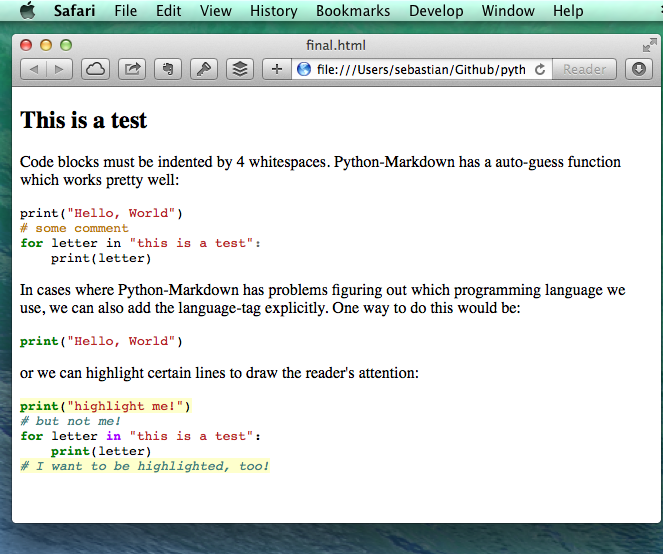 Safari File Edit View History Bookmarks Develop Window Help
final.html
file:///Users/sebastian/Github/pyth
Reader
This is a test
Code blocks must be indented by 4 whitespaces. Python-Markdown has a auto-guess function
which works pretty well:
print("Hello, World")
# some comment
for letter in "this is a test":
    print(letter)
In cases where Python-Markdown has problems figuring out which programming language we
use, we can also add the language-tag explicitly. One way to do this would be:
print("Hello, World")
or we can highlight certain lines to draw the reader's attention:
print("highlight me!")
# but not me!
for letter in "this is a test":
    print(letter)
# I want to be highlighted, too!